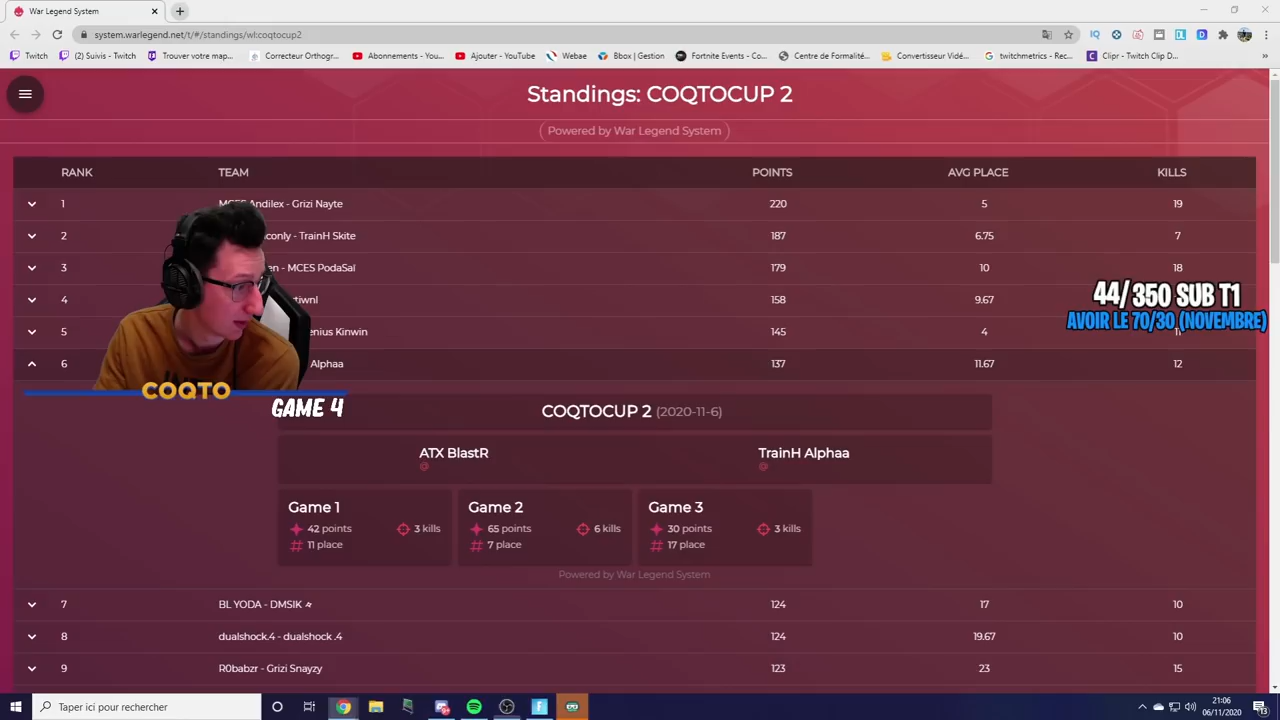 War Legend System
system.warlegend.net/t/#/standings/wl:coqtocup2
Twitch (2) Suivis - Twitch Trouver votre map... Correcteur Orthogr... Abonnements - You... Ajouter - YouTube Webae Bbox | Gestion Fortnite Events - Co... Centre de Formalité... Convertisseur Vidé... twitchmetrics - Rec... Clipr - Twitch Clip D...
Standings: COQTOCUP 2
Powered by War Legend System
RANK TEAM POINTS AVG PLACE KILLS
1 MCES Andilex - Grizi Nayte 220 5 19
2 conly - TrainH Skite 187 6.75 7
3 en - MCES PodaSaï 179 10 18
4 tiwnl 158 9.67
5 enius Kinwin 145 4 11
6 Alphaa 137 11.67 12
44/350 SUB T1
AVOIR LE 70/30 (NOVEMBRE)
COQTO
GAME 4
COQTOCUP 2 (2020-11-6)
ATX BlastR TrainH Alphaa
@ @
Game 1 Game 2 Game 3
42 points 3 kills 65 points 6 kills 30 points 3 kills
11 place 7 place 17 place
Powered by War League System
7 BL YODA - DMSIK 124 17 10
8 dualshock.4 - dualshock .4 124 19.67 10
9 R0babzr - Grizi Snayzy 123 23 15
Taper ici pour rechercher
21:06
06/11/2020